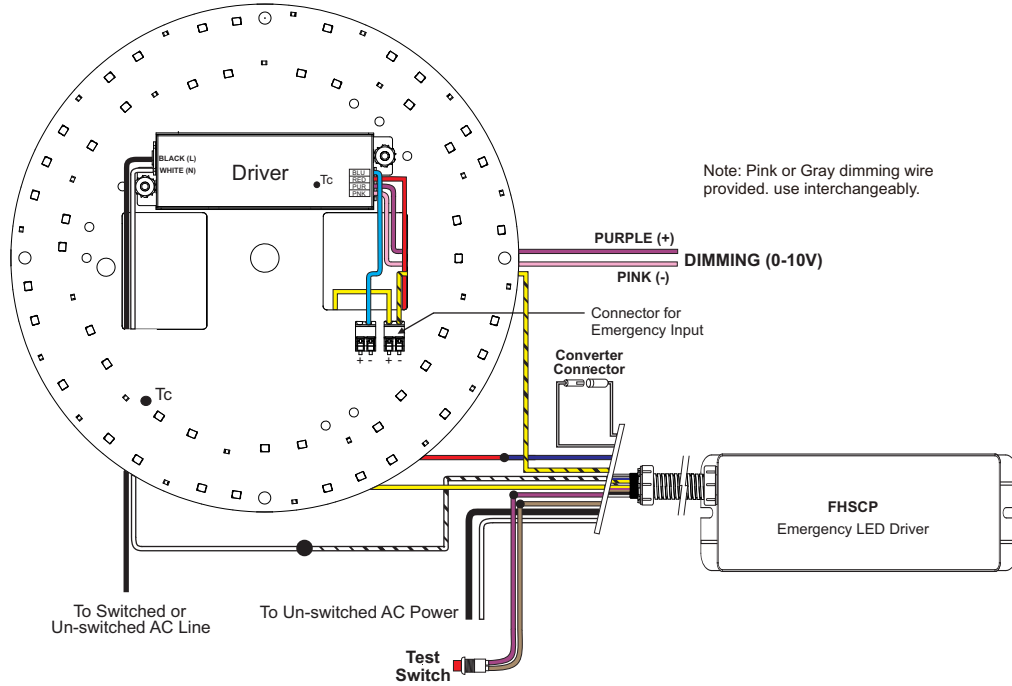 BLACK (L)
WHITE (N)
Driver
Tc
BLU
RED
PUR
PNK
Note: Pink or Gray dimming wire
provided. use interchangeably.
PURPLE (+)
DIMMING (0-10V)
PINK (-)
Connector for
Emergency Input
+ - + -
Converter
Connector
Tc
FHSCP
Emergency LED Driver
To Switched or
Un-switched AC Line
To Un-switched AC Power
Test
Switch